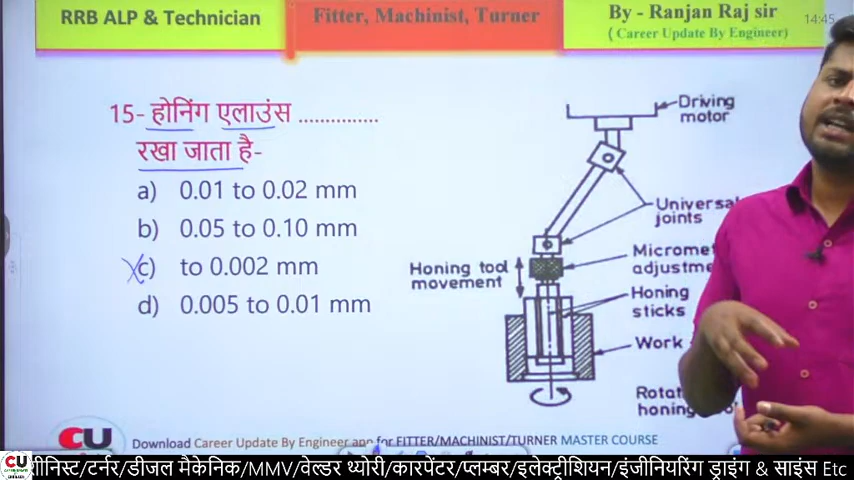 RRB ALP & Technician
Fitter, Machinist, Turner
By - Ranjan Raj sir
( Career Update By Engineer)
14:45
15- होनिंग एलाउंस ...............
रखा जाता है-
a) 0.01 to 0.02 mm
b) 0.05 to 0.10 mm
c) to 0.002 mm
d) 0.005 to 0.01 mm
Driving
motor
Universal
joints
Honing tool
movement
Honing
sticks
Work
honing
CU
Download Career Update By Engineer app for FITTER/MACHINIST/TURNER MASTER COURSE
CU
/टर्नर/डीजल मैकेनिक/MMV/वेल्डर थ्योरी/कारपेंटर/प्लम्बर/इलेक्ट्रीशियन/इंजीनियरिंग ड्राइंग & साइंस Etc